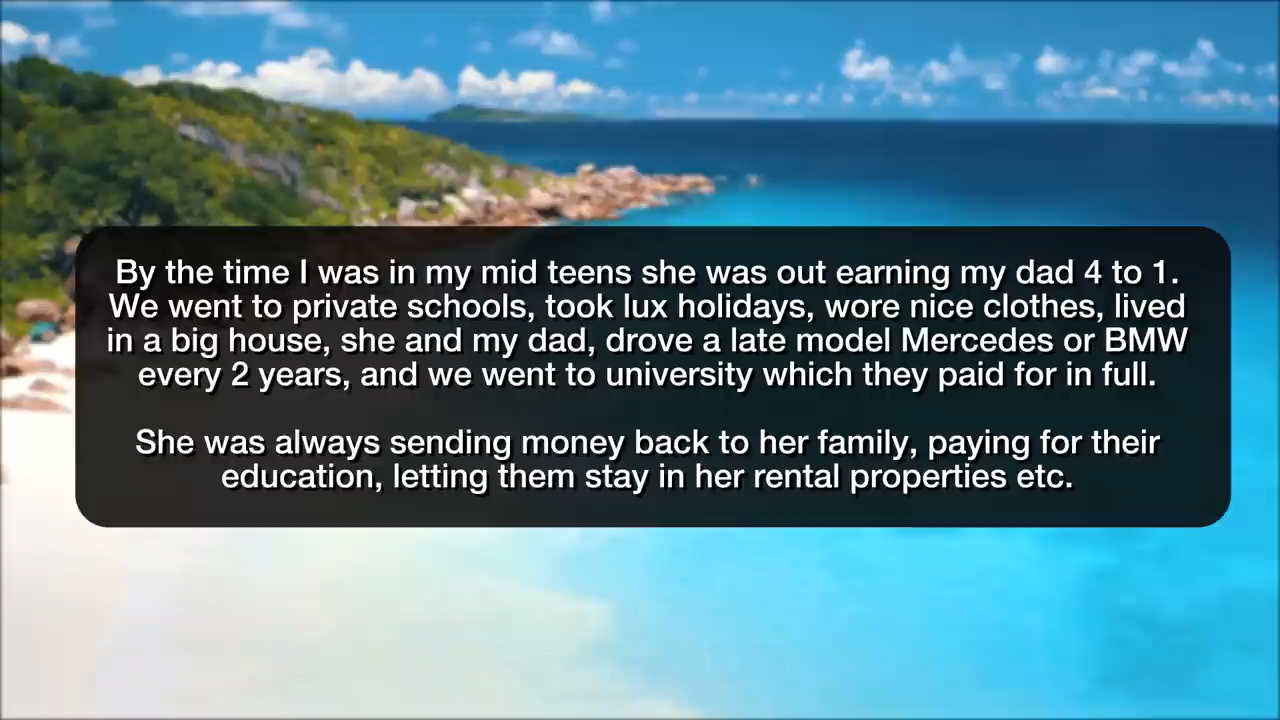 By the time I was in my mid teens she was out earning my dad 4 to 1.
We went to private schools, took lux holidays, wore nice clothes, lived
in a big house, she and my dad, drove a late model Mercedes or BMW
every 2 years, and we went to university which they paid for in full.
She was always sending money back to her family, paying for their
education, letting them stay in her rental properties etc.